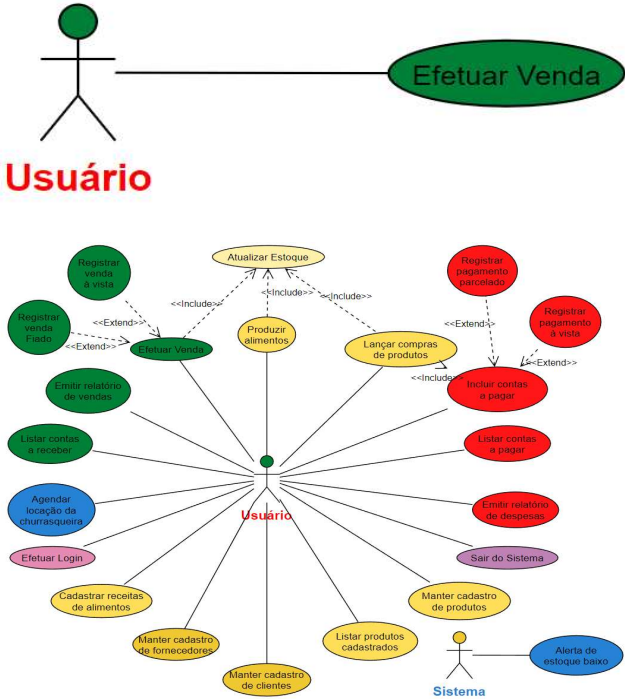 Efetuar Venda
Usuário
Registrar
venda
à vista
Atualizar Estoque
Registrar
pagamento
parcelado
<<Include>>
<<Include>>
<<Include>>
Registrar
venda
Fiado
<<Extend>>
<<Extend>>
Efetuar Venda
Produzir
alimentos
Lançar compras
de produtos
<<Extend>>
Registrar
pagamento
à vista
<<Extend>>
<<Include>>
Incluir contas
a pagar
Emitir relatório
de vendas
Listar contas
a receber
Listar contas
a pagar
Agendar
locação da
churrasqueira
Usuário
Emitir relatório
de despesas
Efetuar Login
Sair do Sistema
Cadastrar receitas
de alimentos
Manter cadastro
de produtos
Manter cadastro
de fornecedores
Listar produtos
cadastrados
Manter cadastro
de clientes
Sistema
Alerta de
estoque baixo